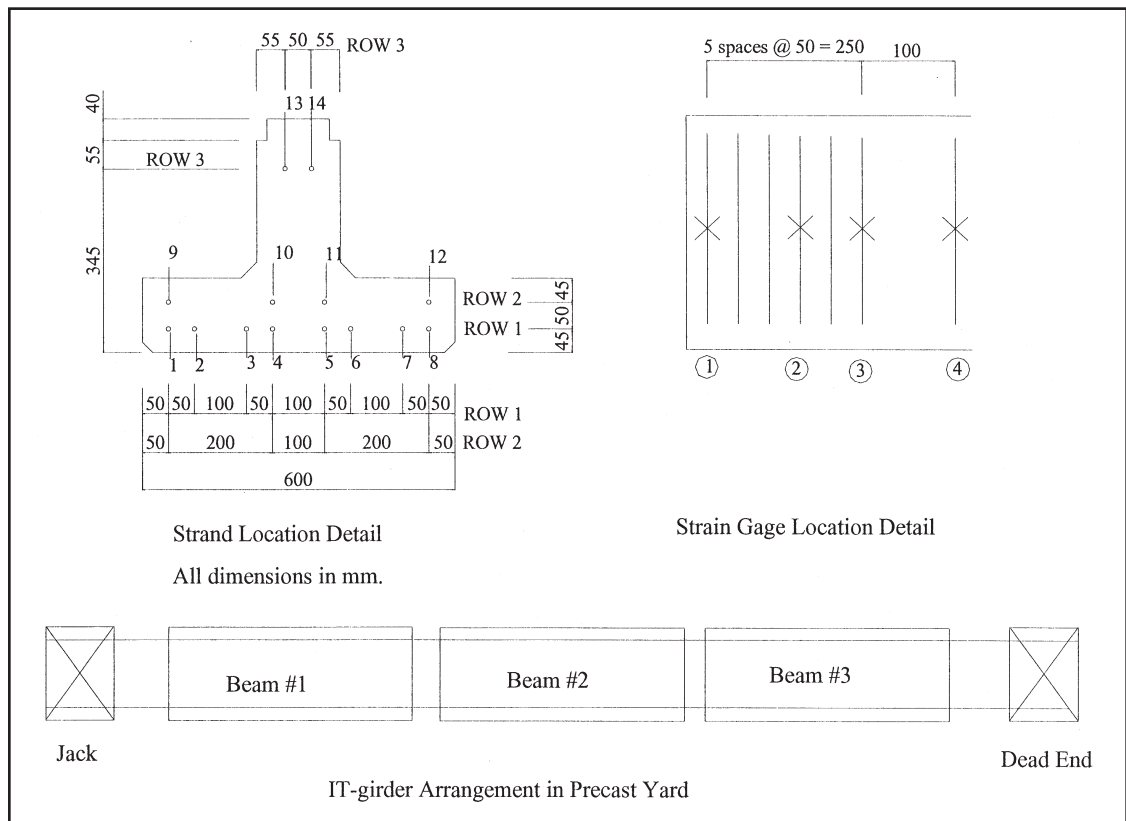 55 50 55 ROW 3
40
13 14
55
ROW 3
345
9 10 11 12
ROW 2
ROW 1
45
50
45
1 2 3 4 5 6 7 8
50 50 100 50 100 50 100 50 50 ROW 1
50 200 100 200 50 ROW 2
600
Strand Location Detail
All dimensions in mm.
5 spaces @ 50 = 250 100
1 2 3 4
Strain Gage Location Detail
Beam #1 Beam #2 Beam #3
Jack
Dead End
IT-girder Arrangement in Precast Yard